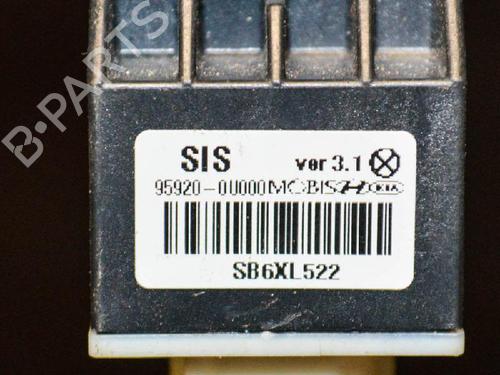 B-PARTS
SIS ver 3.1
95920-0U000 MOBIS KIA
SB6XL522